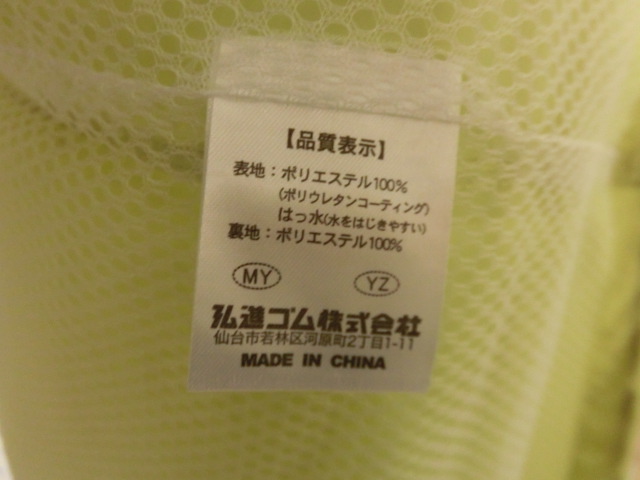 【品質表示】
表地：ポリエステル100%
(ポリウレタンコーティング)
はっ水(水をはじきやすい)
裏地：ポリエステル100%
MY YZ
弘進ゴム株式会社
仙台市若林区河原町2丁目1-11
MADE IN CHINA